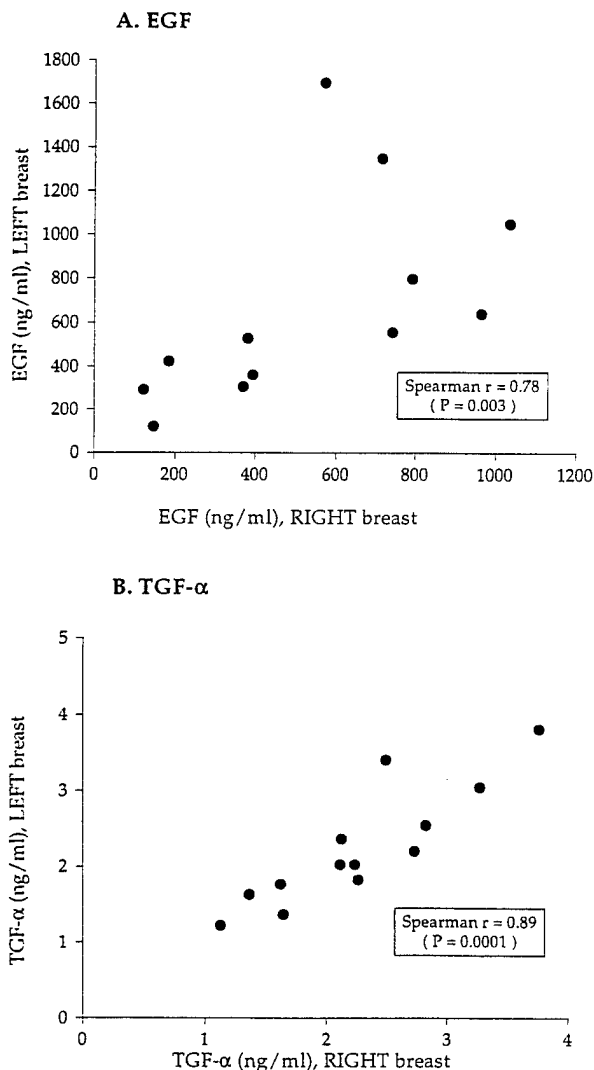 A. EGF
1800
1600
1400
1200
1000
800
600
400
200
0
EGF (ng/ml), LEFT breast
Spearman r = 0.78
( P = 0.003 )
0 200 400 600 800 1000 1200
EGF (ng/ml), RIGHT breast
B. TGF-α
5
4
3
2
1
0
TGF-α (ng/ml), LEFT breast
Spearman r = 0.89
( P = 0.0001 )
0 1 2 3 4
TGF-α (ng/ml), RIGHT breast